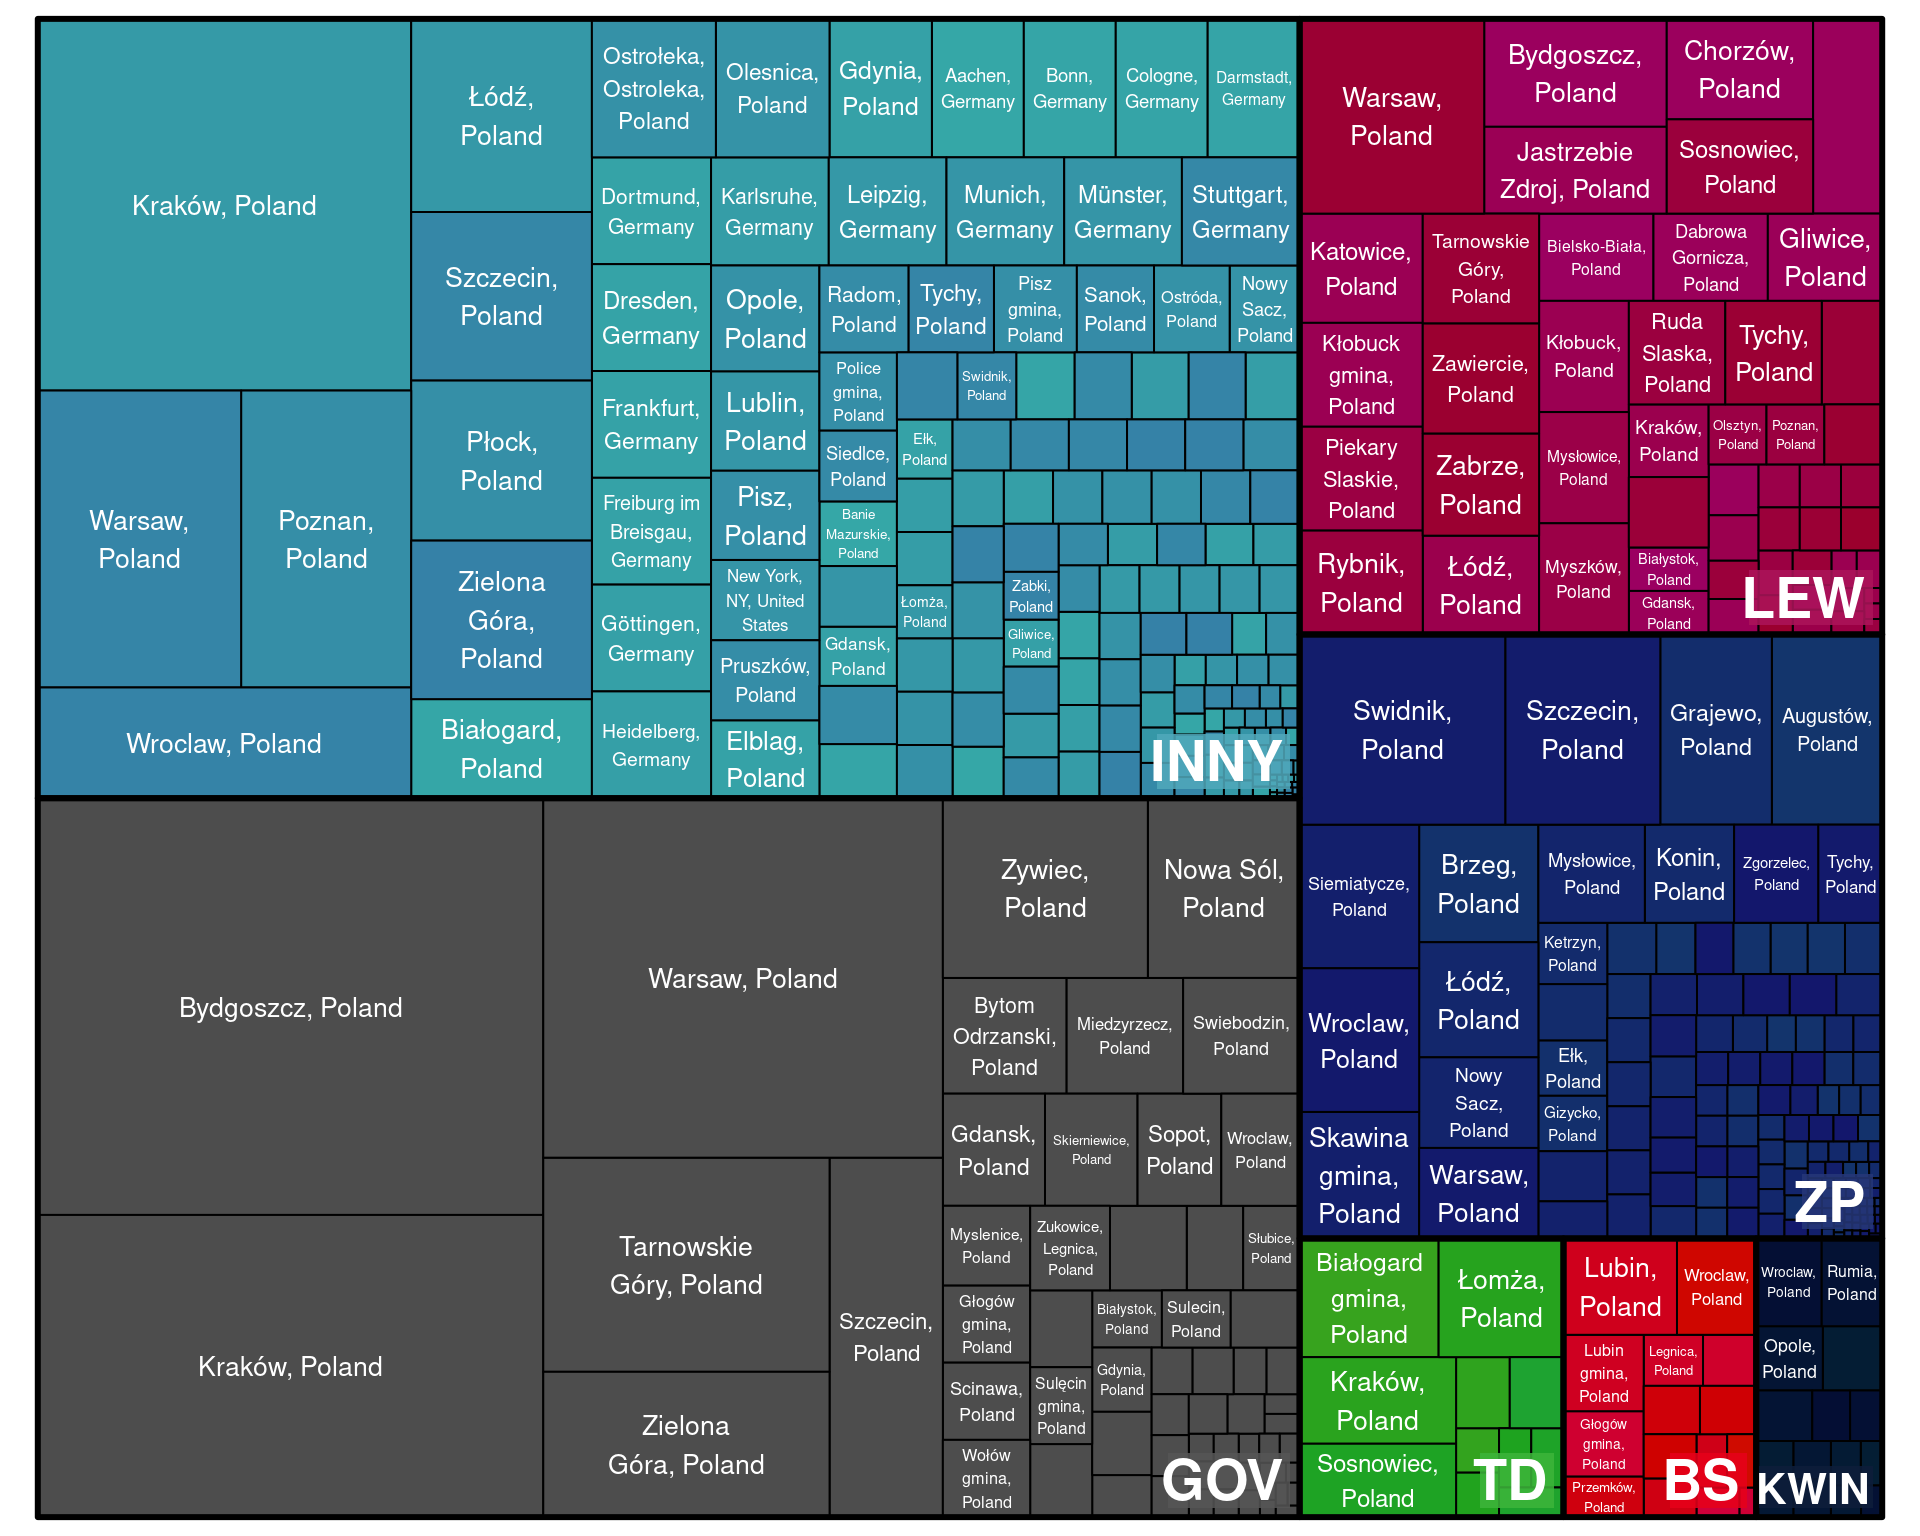 Kraków, Poland
Warsaw,
Poland
Poznan,
Poland
Wroclaw, Poland
Łódź,
Poland
Szczecin,
Poland
Płock,
Poland
Zielona
Góra,
Poland
Białogard,
Poland
Ostrołeka,
Ostroleka,
Poland
Olesnica,
Poland
Gdynia,
Poland
Aachen,
Germany
Bonn,
Germany
Cologne,
Germany
Darmstadt,
Germany
Dortmund,
Germany
Karlsruhe,
Germany
Leipzig,
Germany
Munich,
Germany
Münster,
Germany
Stuttgart,
Germany
Dresden,
Germany
Frankfurt,
Germany
Freiburg im
Breisgau,
Germany
Göttingen,
Germany
Heidelberg,
Germany
Opole,
Poland
Lublin,
Poland
Pisz,
Poland
New York,
NY, United
States
Pruszków,
Poland
Elblag,
Poland
Radom,
Poland
Tychy,
Poland
Pisz
gmina,
Poland
Sanok,
Poland
Ostróda,
Poland
Nowy
Sacz,
Poland
Police
gmina,
Poland
Siedlce,
Poland
Banie
Mazurskie,
Poland
Gdansk,
Poland
Swidnik,
Poland
Ełk,
Poland
Łomża,
Poland
Zabki,
Poland
Gliwice,
Poland
INNY
Warsaw,
Poland
Bydgoszcz,
Poland
Jastrzebie
Zdroj, Poland
Chorzów,
Poland
Sosnowiec,
Poland
Katowice,
Poland
Kłobuck
gmina,
Poland
Piekary
Slaskie,
Poland
Rybnik,
Poland
Tarnowskie
Góry,
Poland
Zawiercie,
Poland
Zabrze,
Poland
Łódź,
Poland
Bielsko-Biała,
Poland
Dabrowa
Gornicza,
Poland
Gliwice,
Poland
Kłobuck,
Poland
Mysłowice,
Poland
Myszków,
Poland
Ruda
Slaska,
Poland
Tychy,
Poland
Kraków,
Poland
Olsztyn,
Poland
Poznan,
Poland
Białystok,
Poland
Gdansk,
Poland
LEW
Bydgoszcz, Poland
Kraków, Poland
Warsaw, Poland
Tarnowskie
Góry, Poland
Zielona
Góra, Poland
Szczecin,
Poland
Zywiec,
Poland
Nowa Sól,
Poland
Bytom
Odrzanski,
Poland
Miedzyrzecz,
Poland
Swiebodzin,
Poland
Gdansk,
Poland
Skierniewice,
Poland
Sopot,
Poland
Wroclaw,
Poland
Myslenice,
Poland
Głogów
gmina,
Poland
Scinawa,
Poland
Wołów
gmina,
Poland
Zukowice,
Legnica,
Poland
Słubice,
Poland
Sulęcin
gmina,
Poland
Białystok,
Poland
Sulecin,
Poland
Gdynia,
Poland
GOV
Swidnik,
Poland
Szczecin,
Poland
Grajewo,
Poland
Augustów,
Poland
Siemiatycze,
Poland
Wroclaw,
Poland
Skawina
gmina,
Poland
Brzeg,
Poland
Łódź,
Poland
Nowy
Sacz,
Poland
Warsaw,
Poland
Mysłowice,
Poland
Konin,
Poland
Zgorzelec,
Poland
Tychy,
Poland
Ketrzyn,
Poland
Ełk,
Poland
Gizycko,
Poland
ZP
Białogard
gmina,
Poland
Łomża,
Poland
Kraków,
Poland
Sosnowiec,
Poland
TD
Lubin,
Poland
Wroclaw,
Poland
Lubin
gmina,
Poland
Legnica,
Poland
Głogów
gmina,
Poland
Przemków,
Poland
BS
Wroclaw,
Poland
Rumia,
Poland
Opole,
Poland
KWIN